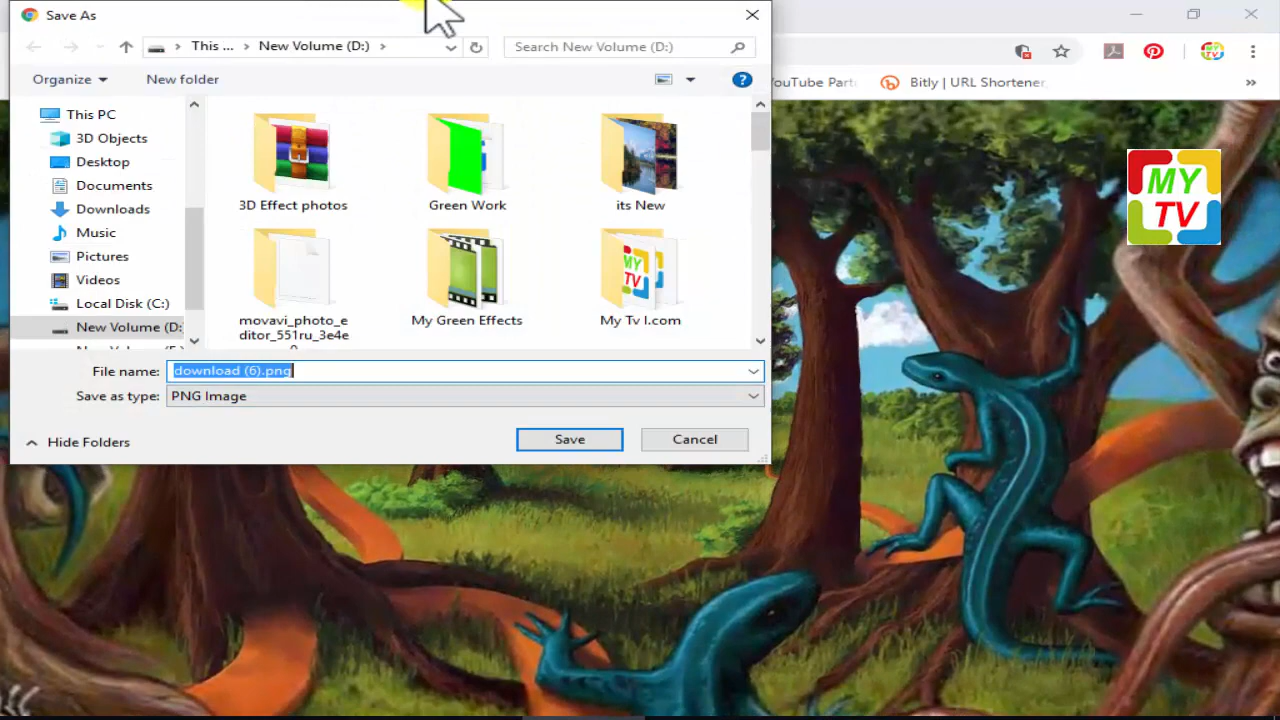 Save As
This ...
New Volume (D:)
Search New Volume (D:)
Organize
New folder
YouTube Part
Bitly | URL Shortener,
This PC
3D Objects
Desktop
Documents
Downloads
Music
Pictures
Videos
Local Disk (C:)
New Volume (D:
3D Effect photos
Green Work
its New
movavi_photo_e
ditor_551ru_3e4e
My Green Effects
My Tv I.com
File name:
download (6).png
Save as type:
PNG Image
Hide Folders
Save
Cancel
MY
TV